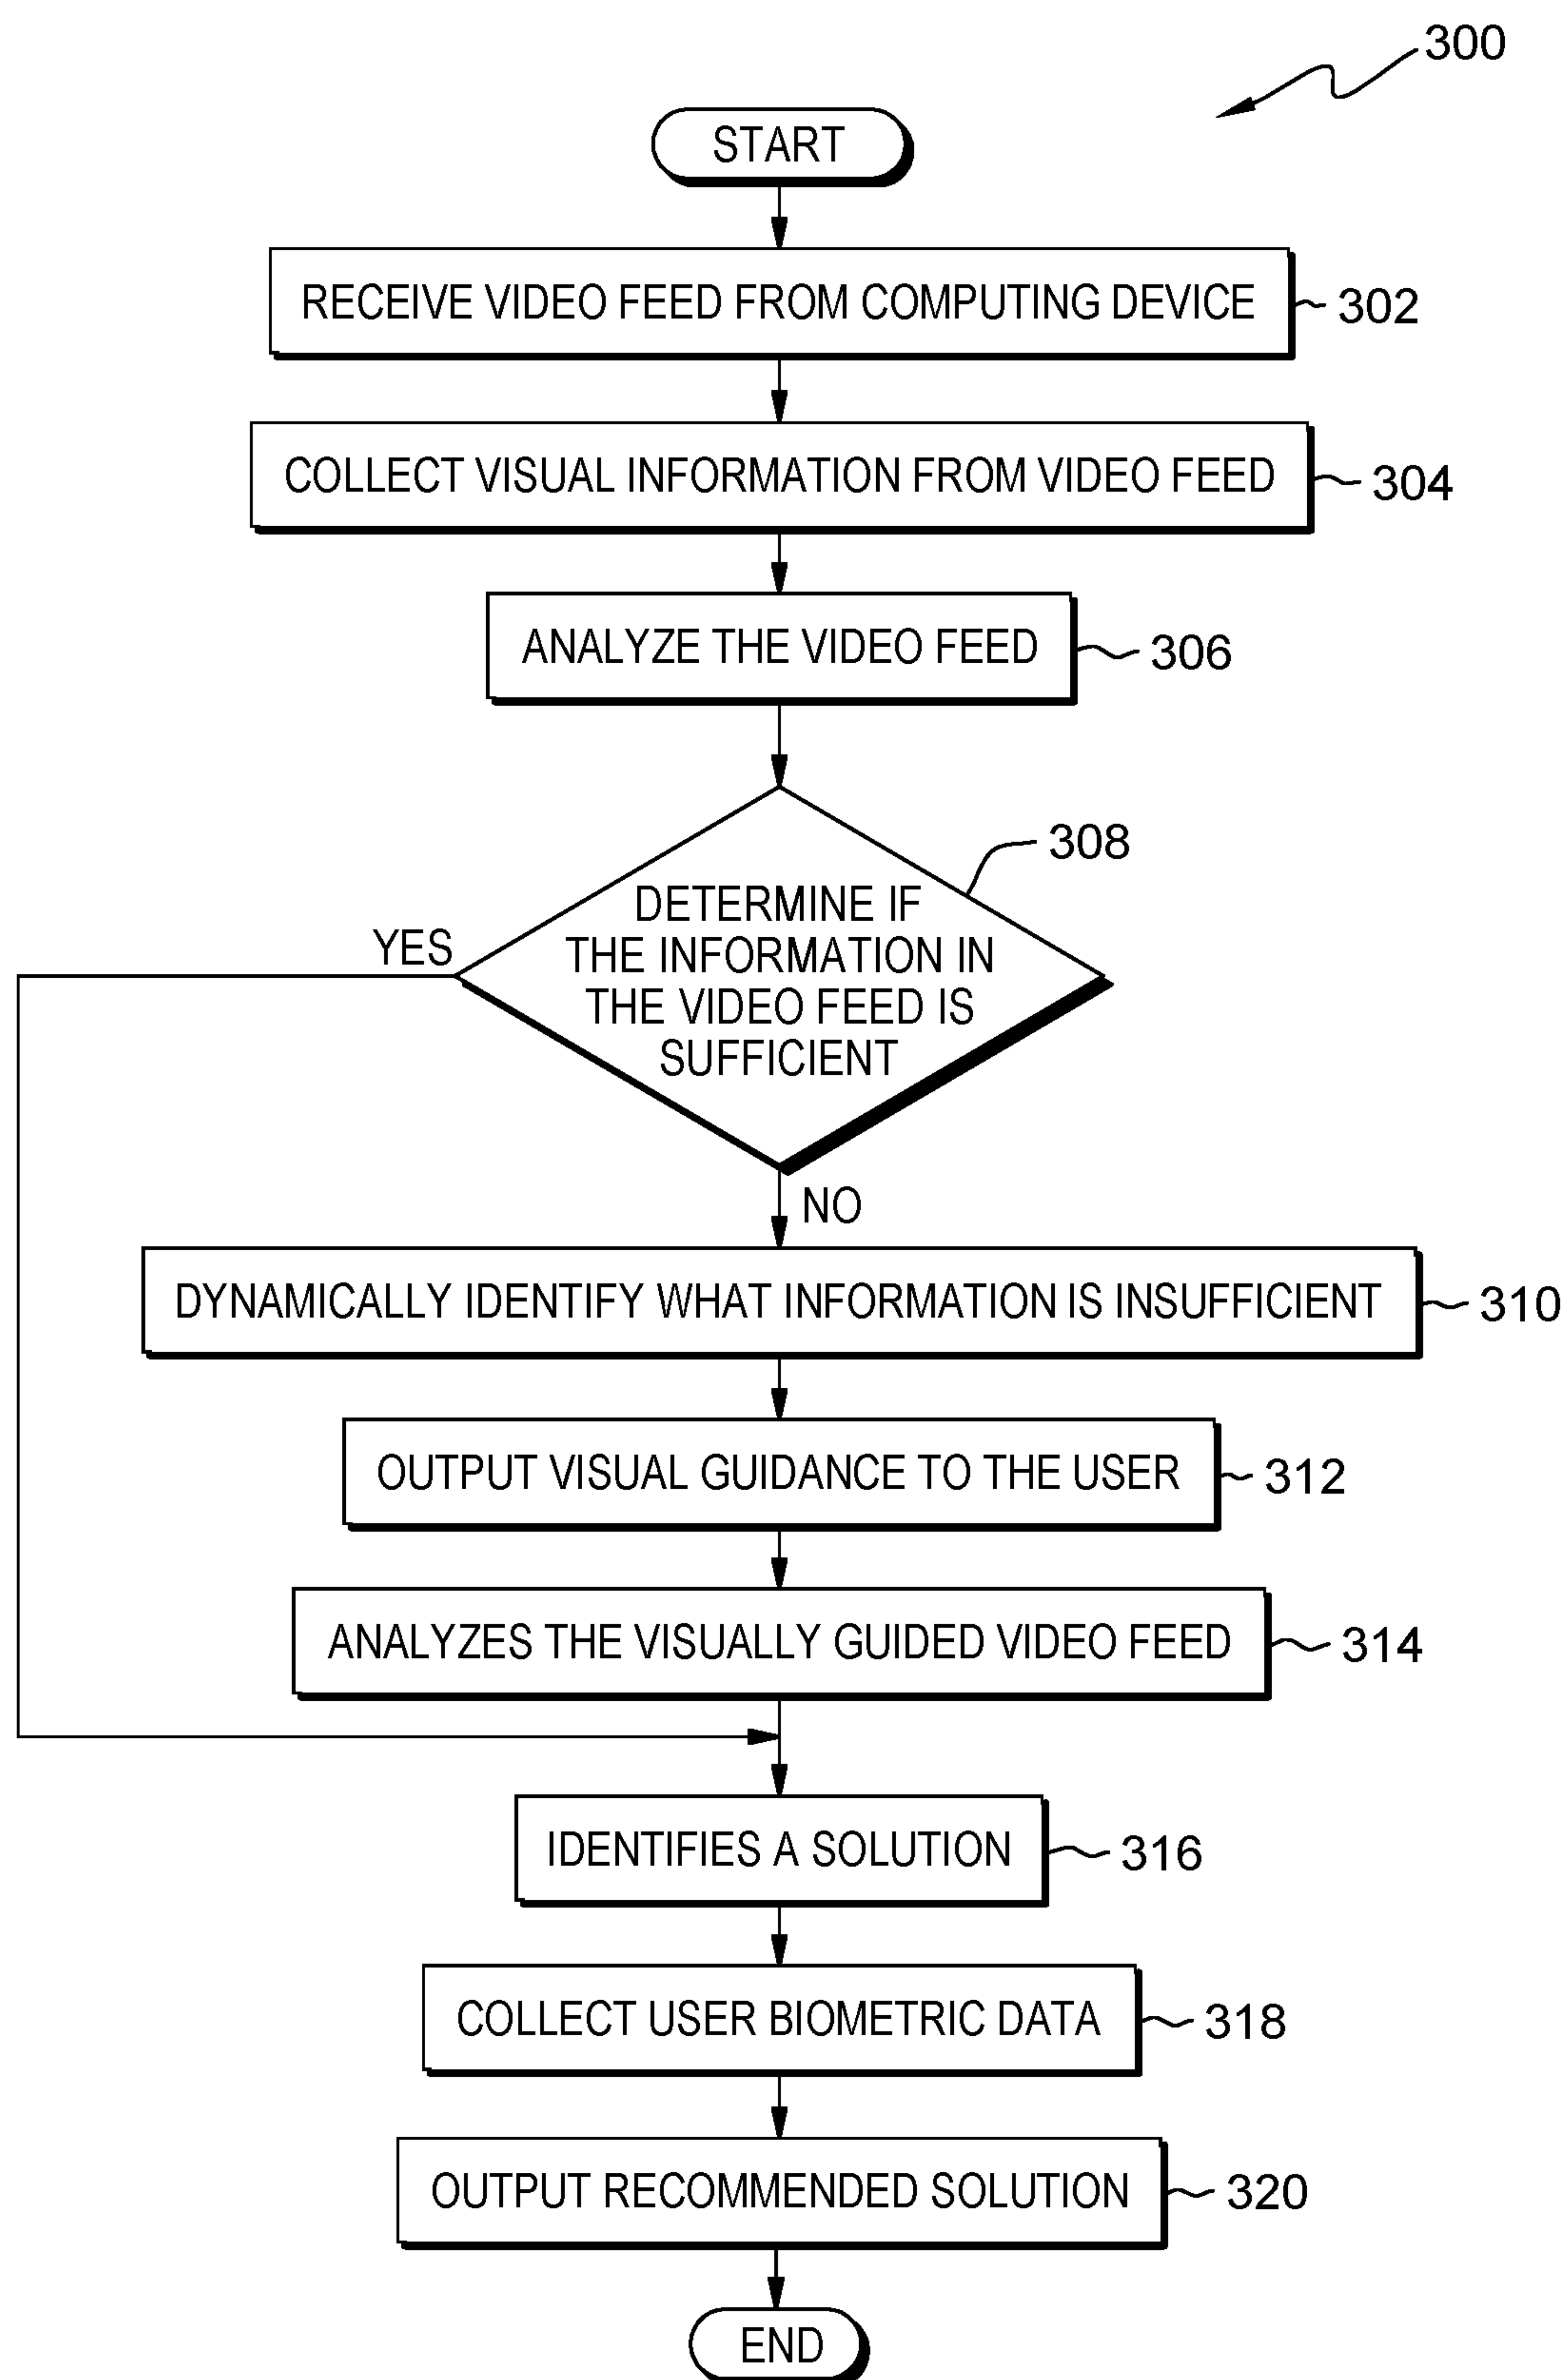 300
START
RECEIVE VIDEO FEED FROM COMPUTING DEVICE
302
COLLECT VISUAL INFORMATION FROM VIDEO FEED
304
ANALYZE THE VIDEO FEED
306
308
DETERMINE IF
THE INFORMATION IN
THE VIDEO FEED IS
SUFFICIENT
YES
NO
DYNAMICALLY IDENTIFY WHAT INFORMATION IS INSUFFICIENT
310
OUTPUT VISUAL GUIDANCE TO THE USER
312
ANALYZES THE VISUALLY GUIDED VIDEO FEED
314
IDENTIFIES A SOLUTION
316
COLLECT USER BIOMETRIC DATA
318
OUTPUT RECOMMENDED SOLUTION
320
END